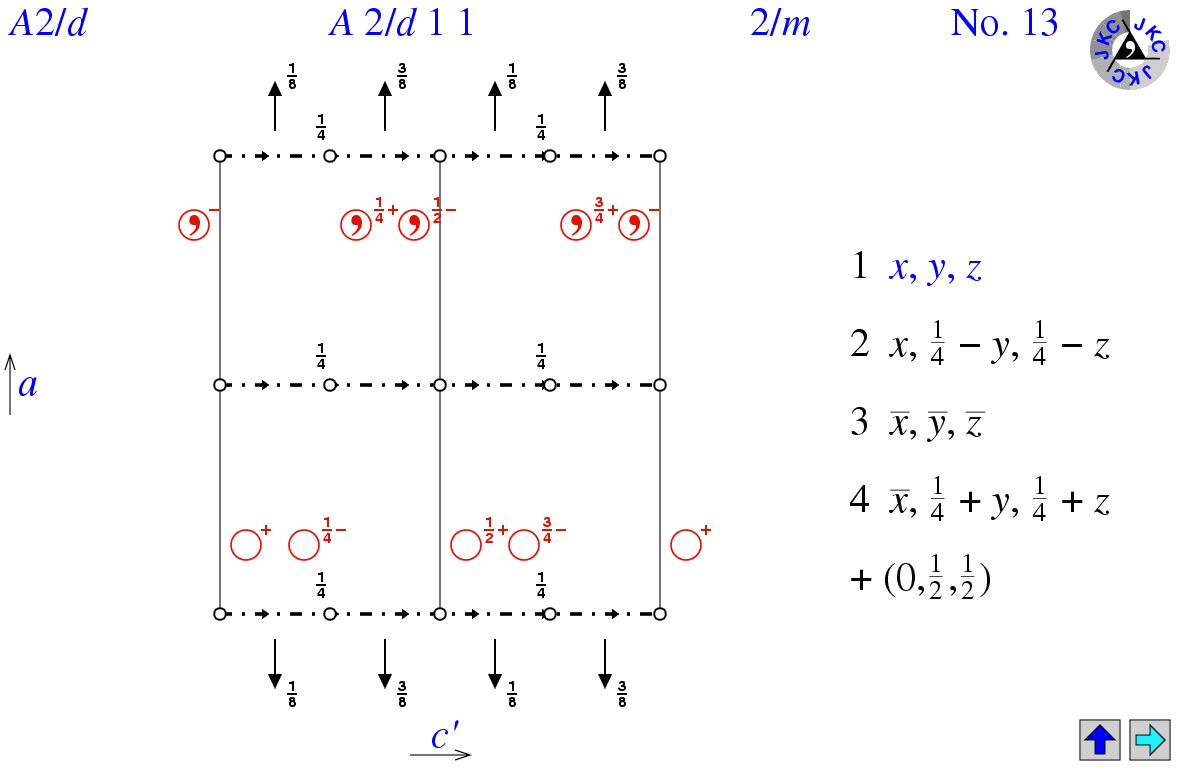 A2/d A 2/d 1 1 2/m No. 13
JKC JKC JKC
1/8 3/8 1/8 3/8
1/4 1/4
− 1/4+ 1/2− 3/4+ −
1 x, y, z
1/4 1/4
2 x, 1/4 − y, 1/4 − z
a
3 x̅, y̅, z̅
4 x̅, 1/4 + y, 1/4 + z
+ 1/4− 1/2+ 3/4− +
1/4 1/4
+ (0,1/2,1/2)
1/8 3/8 1/8 3/8
c′